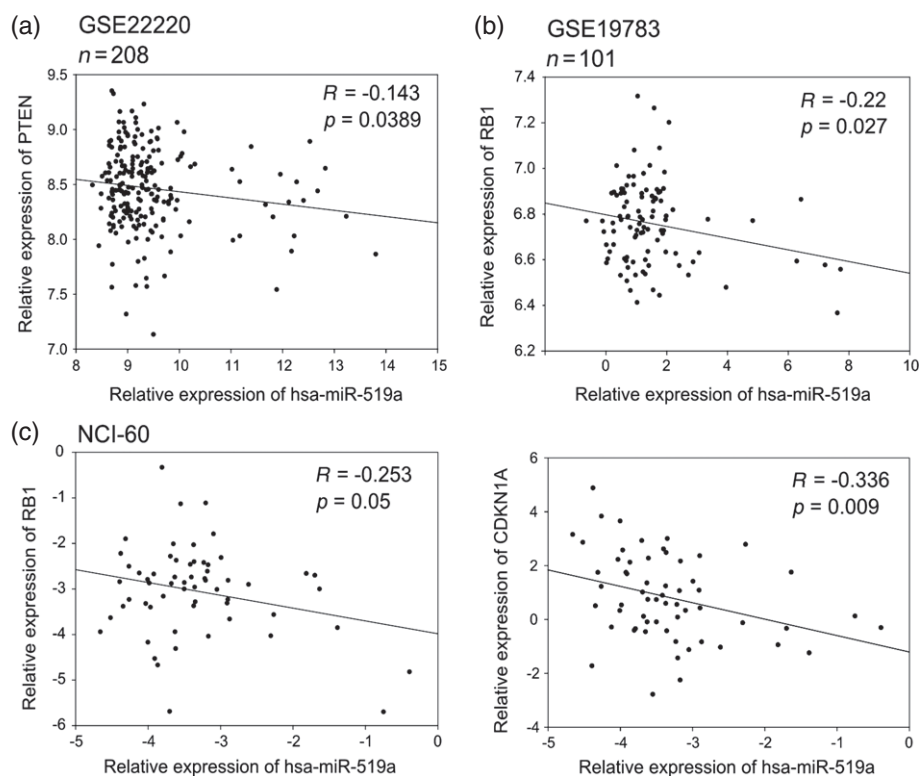 (a) GSE22220
n = 208
R = -0.143
p = 0.0389
Relative expression of PTEN
9.5
9.0
8.5
8.0
7.5
7.0
8 9 10 11 12 13 14 15
Relative expression of hsa-miR-519a
(b) GSE19783
n = 101
R = -0.22
p = 0.027
Relative expression of RB1
7.4
7.2
7.0
6.8
6.6
6.4
6.2
0 2 4 6 8 10
Relative expression of hsa-miR-519a
(c) NCI-60
R = -0.253
p = 0.05
Relative expression of RB1
0
-1
-2
-3
-4
-5
-6
-5 -4 -3 -2 -1 0
Relative expression of hsa-miR-519a
R = -0.336
p = 0.009
Relative expression of CDKN1A
6
4
2
0
-2
-4
-5 -4 -3 -2 -1 0
Relative expression of hsa-miR-519a